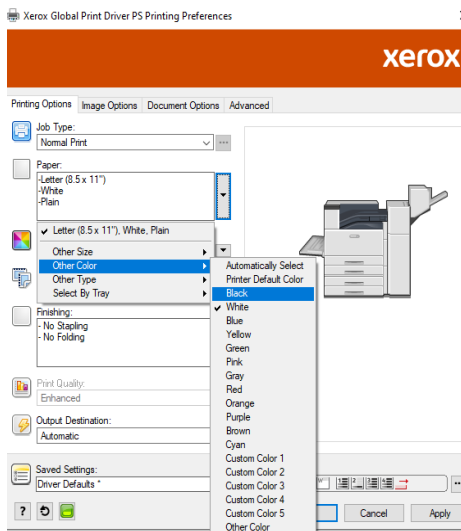 Xerox Global Print Driver PS Printing Preferences
xerox
Printing Options Image Options Document Options Advanced
Job Type:
Normal Print
Paper:
-Letter (8.5 x 11")
-White
-Plain
Letter (8.5 x 11"), White, Plain
Other Size
Other Color
Other Type
Select By Tray
Automatically Select
Printer Default Color
Black
White
Blue
Yellow
Green
Pink
Gray
Red
Orange
Purple
Brown
Cyan
Custom Color 1
Custom Color 2
Custom Color 3
Custom Color 4
Custom Color 5
Other Color
Finishing:
- No Stapling
- No Folding
Print Quality:
Enhanced
Output Destination:
Automatic
Saved Settings:
Driver Defaults *
?
Cancel Apply